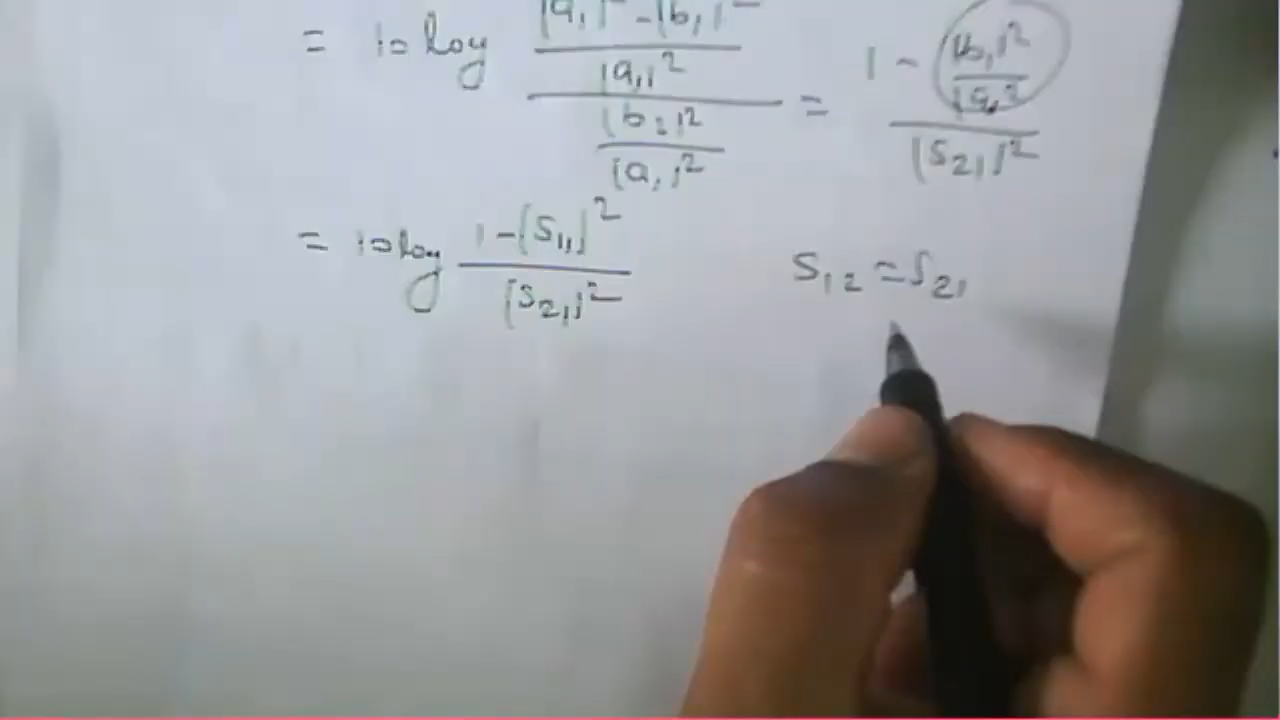 = 10 log |a₁|² - |b₁|² / |a₁|² / |b₂|² / |a₁|² = 1 - |b₁|² / |a₁|² / |S₂₁|²
= 10 log 1 - |S₁₁|² / |S₂₁|² S₁₂ = S₂₁